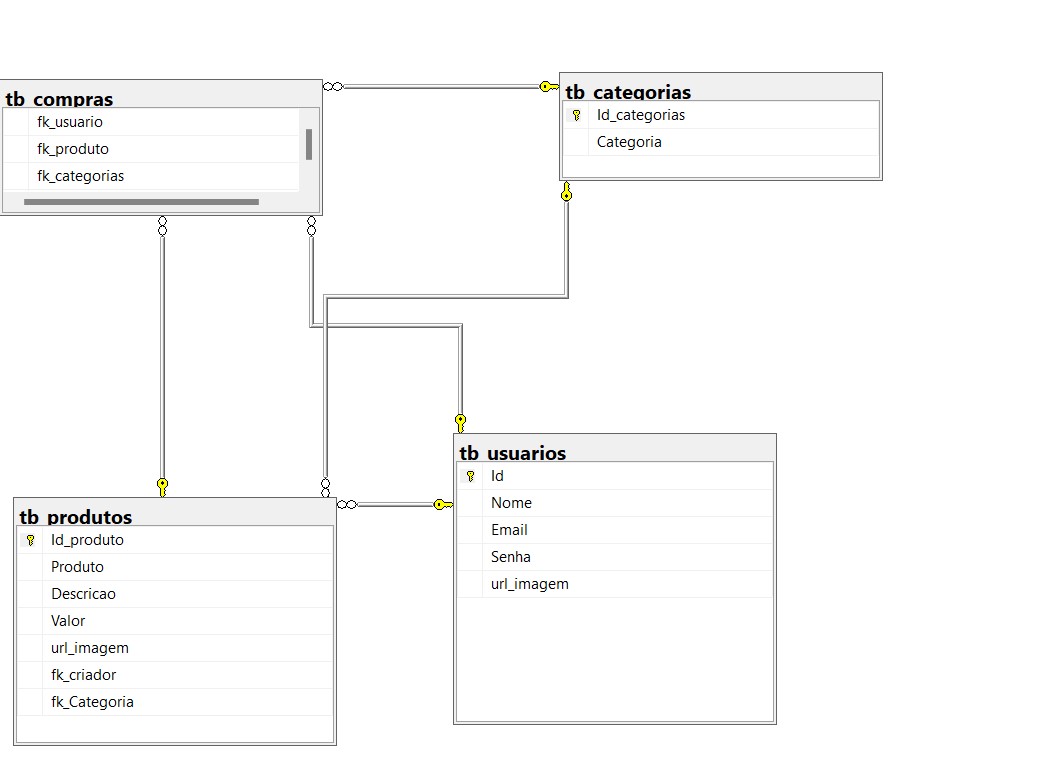 tb_compras
fk_usuario
fk_produto
fk_categorias
tb_categorias
Id_categorias
Categoria
tb_produtos
Id_produto
Produto
Descricao
Valor
url_imagem
fk_criador
fk_Categoria
tb_usuarios
Id
Nome
Email
Senha
url_imagem